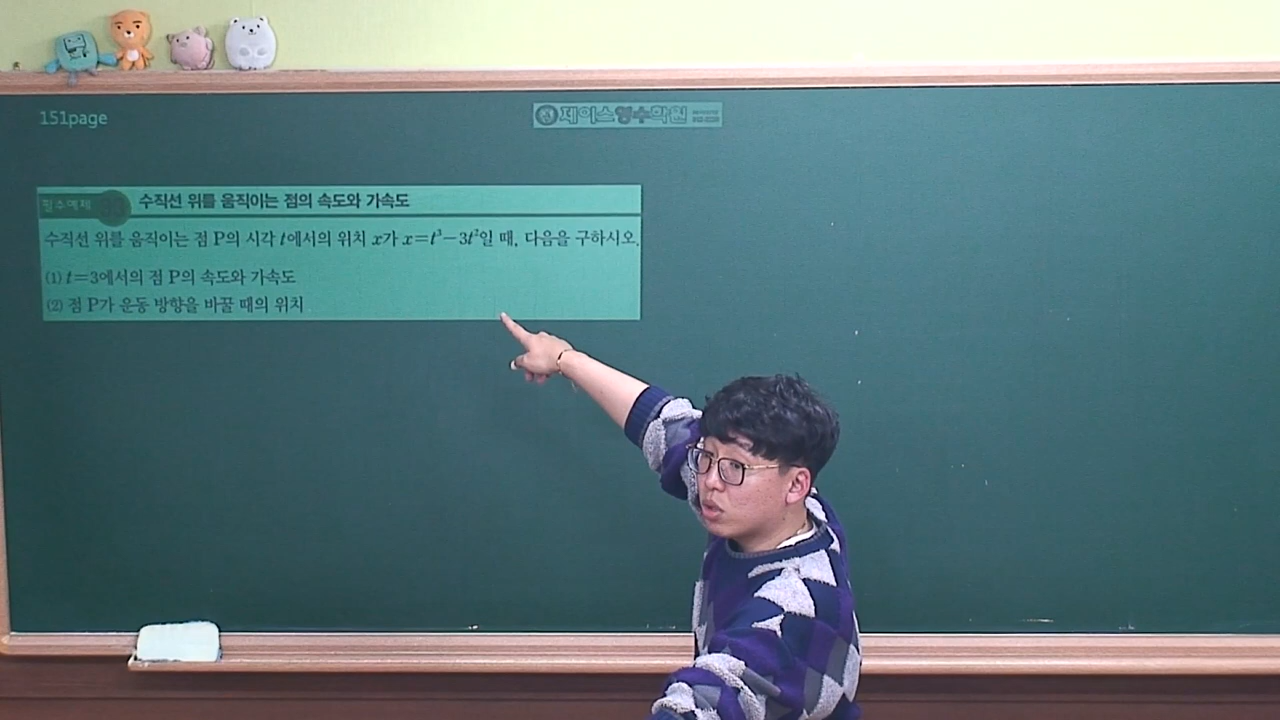 151page
제이스영수학원
필수예제
수직선 위를 움직이는 점의 속도와 가속도
수직선 위를 움직이는 점 P의 시각 t에서의 위치 x가 x=t³-3t²일 때, 다음을 구하시오.
(1) t=3에서의 점 P의 속도와 가속도
(2) 점 P가 운동 방향을 바꿀 때의 위치